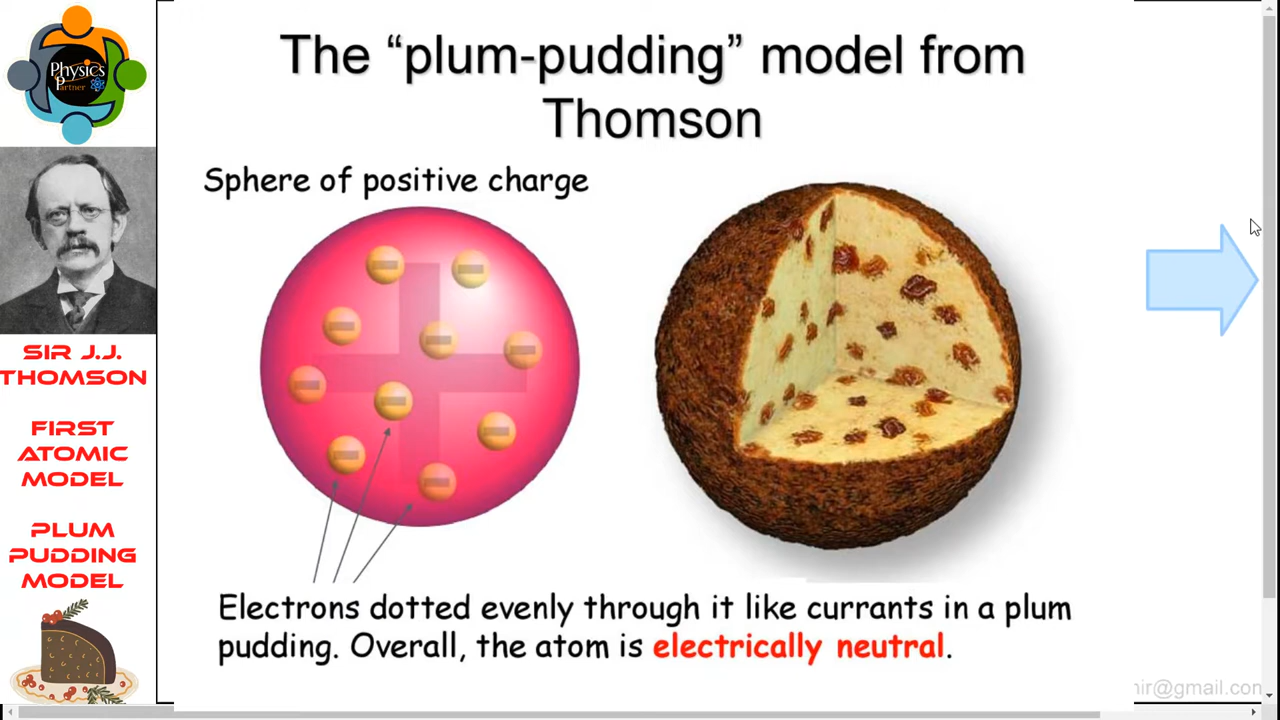 The “plum-pudding” model from
Thomson
Physics
Partner
Sphere of positive charge
SIR J.J.
THOMSON
FIRST
ATOMIC
MODEL
PLUM
PUDDING
MODEL
Electrons dotted evenly through it like currants in a plum
pudding. Overall, the atom is electrically neutral.
ir@gmail.con